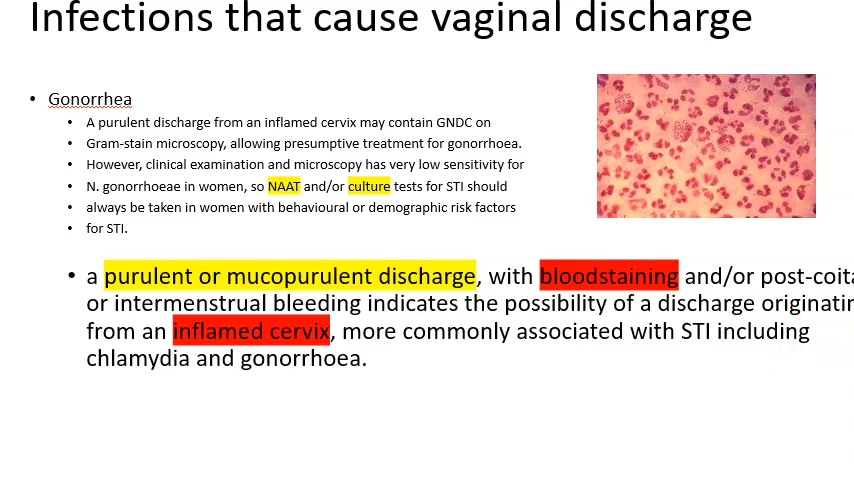 Infections that cause vaginal discharge
• Gonorrhea
• A purulent discharge from an inflamed cervix may contain GNDC on
• Gram-stain microscopy, allowing presumptive treatment for gonorrhoea.
• However, clinical examination and microscopy has very low sensitivity for
• N. gonorrhoeae in women, so NAAT and/or culture tests for STI should
• always be taken in women with behavioural or demographic risk factors
• for STI.
• a purulent or mucopurulent discharge, with bloodstaining and/or
or intermenstrual bleeding indicates the possibility of a discharge
from an inflamed cervix, more commonly associated with STI including
chlamydia and gonorrhoea.